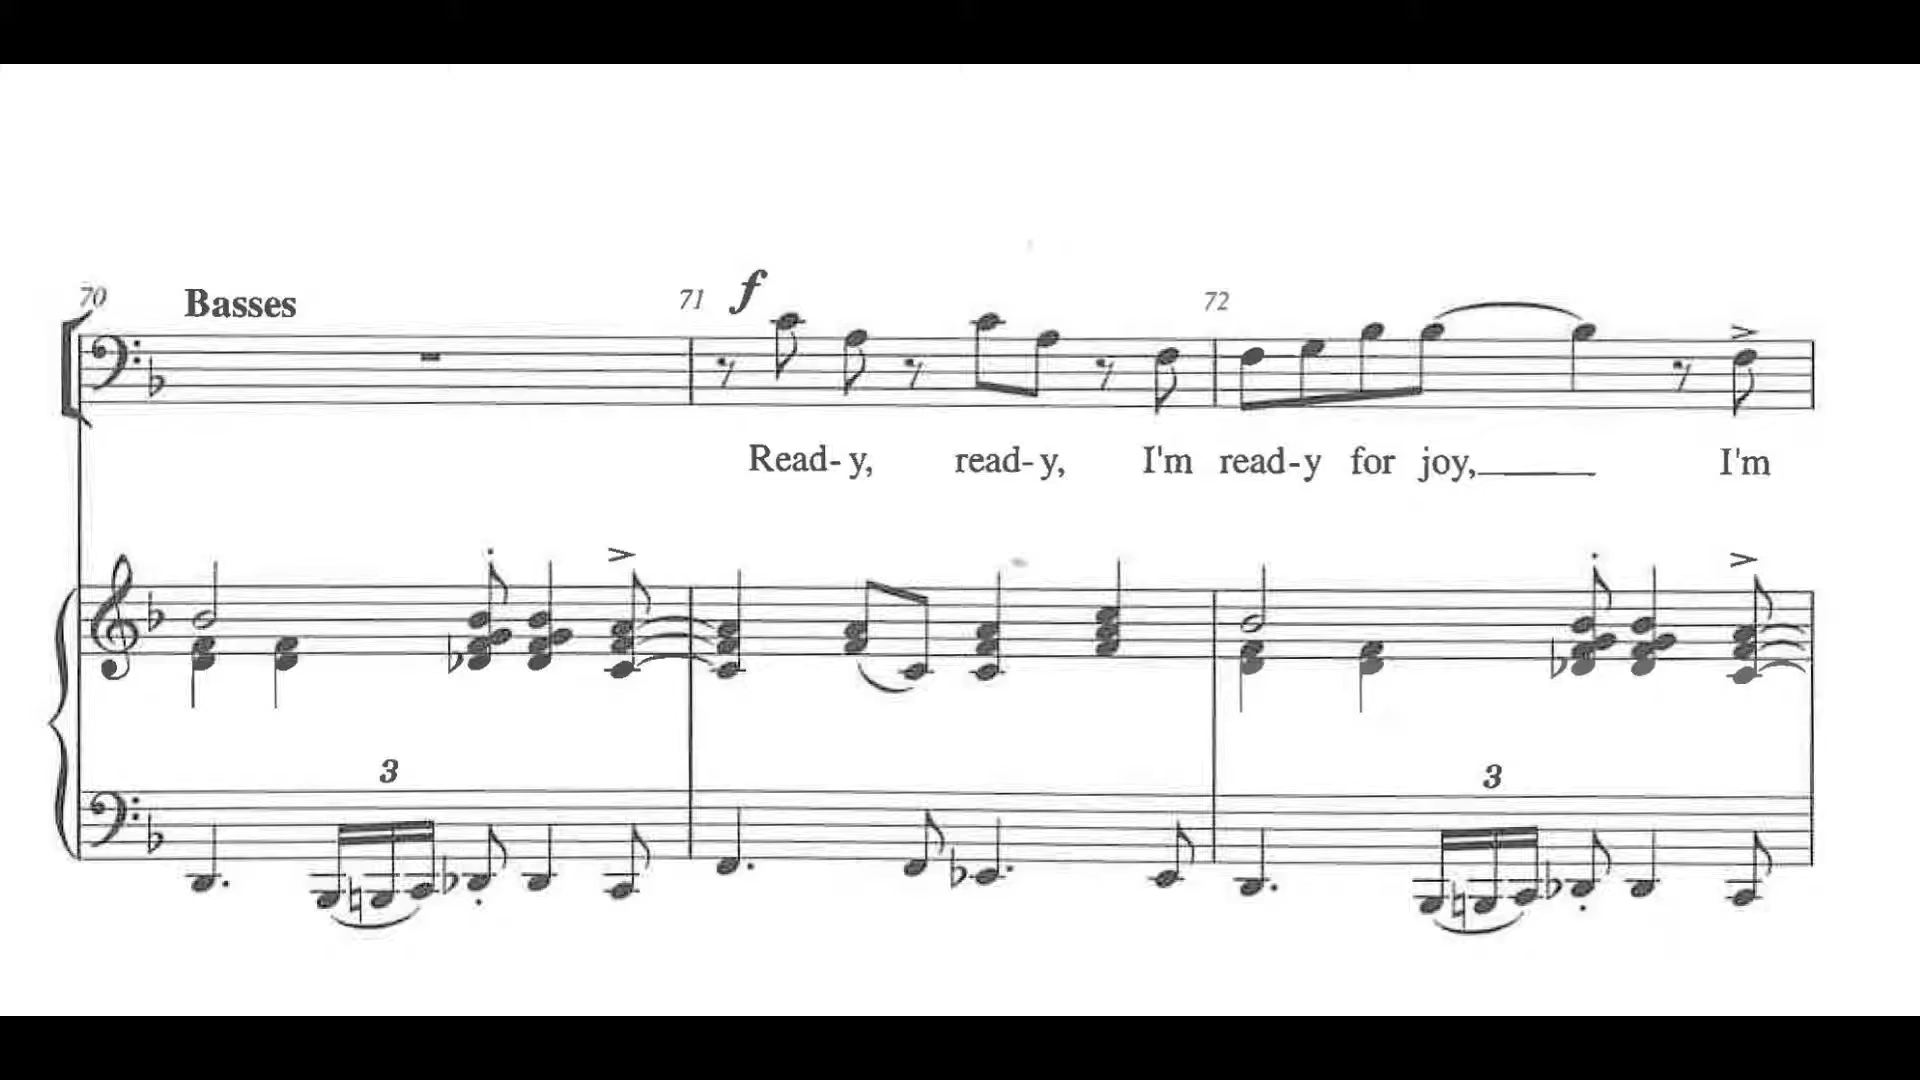 70 Basses 71 f 72
Read- y, read- y, I'm read-y for joy, I'm
3 3